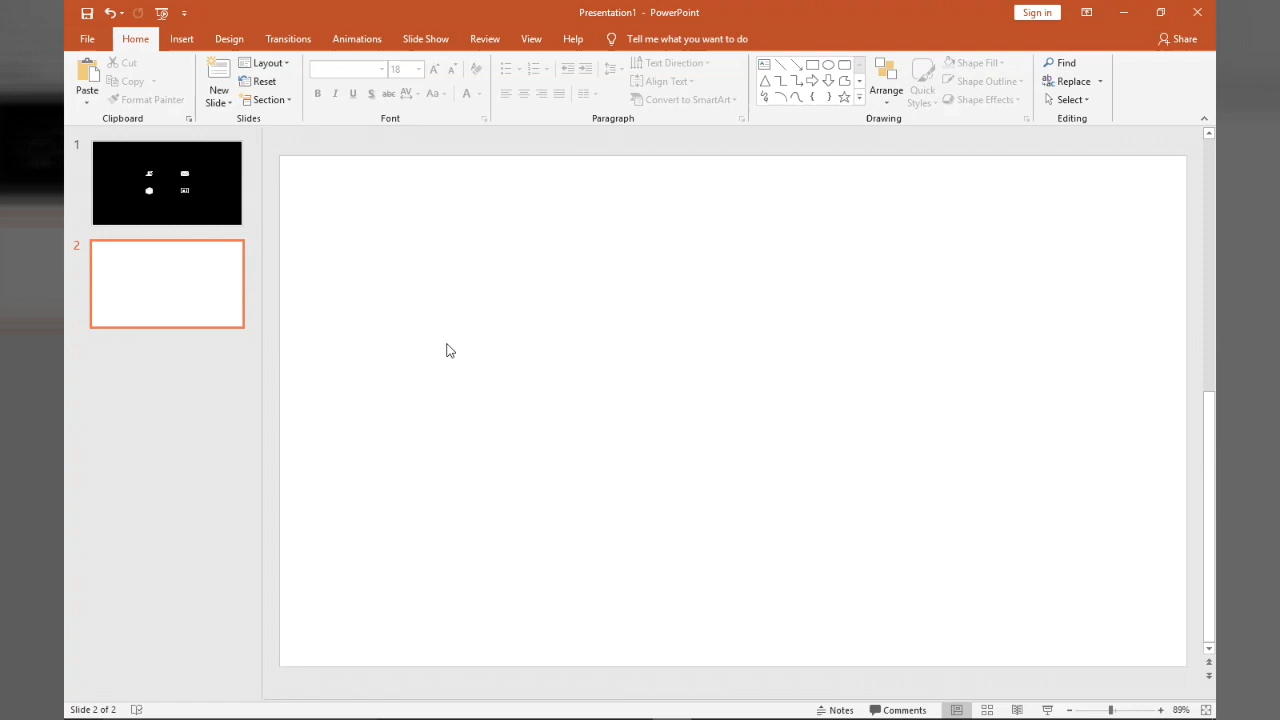 Presentation1 - PowerPoint
Sign in
File Home Insert Design Transitions Animations Slide Show Review View Help Tell me what you want to do Share
Paste
Cut
Copy
Format Painter
Clipboard
New Slide
Layout
Reset
Section
Slides
18
B I U S abc AV Aa A
Font
Text Direction
Align Text
Convert to SmartArt
Paragraph
Arrange
Quick Styles
Shape Fill
Shape Outline
Shape Effects
Drawing
Find
Replace
Select
Editing
1
2
Slide 2 of 2
Notes
Comments
89%